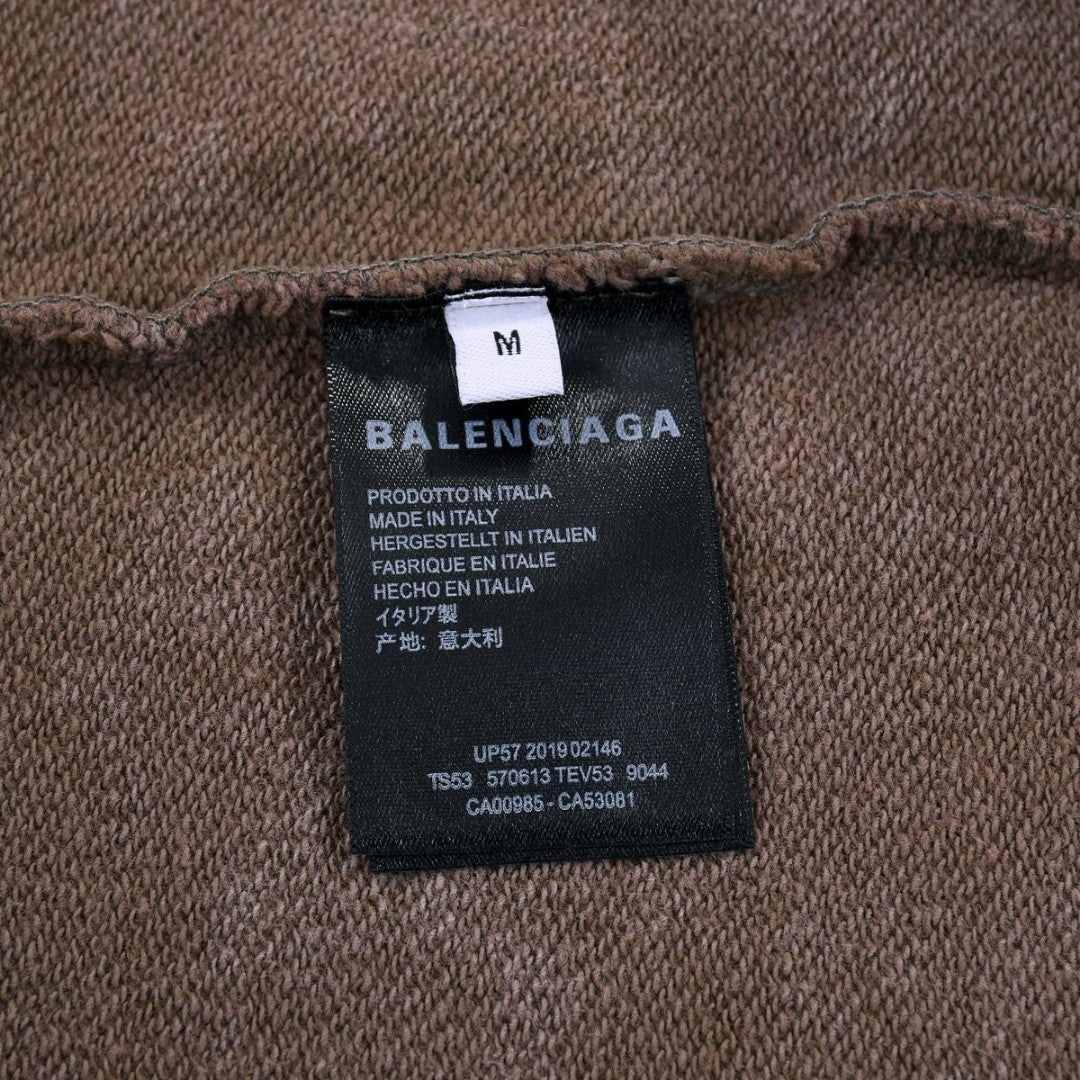 M
BALENCIAGA
PRODOTTO IN ITALIA
MADE IN ITALY
HERGESTELLT IN ITALIEN
FABRIQUE EN ITALIE
HECHO EN ITALIA
イタリア製
产地: 意大利
UP57 2019 02146
TS53 570613 TEV53 9044
CA00985 - CA53081